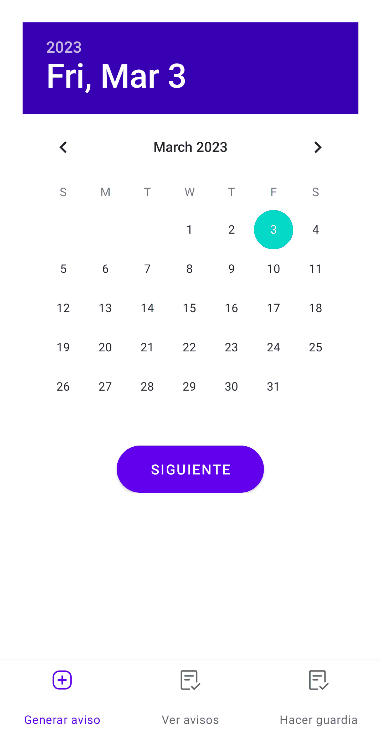 2023
Fri, Mar 3
March 2023
S M T W T F S
1 2 3 4
5 6 7 8 9 10 11
12 13 14 15 16 17 18
19 20 21 22 23 24 25
26 27 28 29 30 31
SIGUIENTE
Generar aviso Ver avisos Hacer guardia